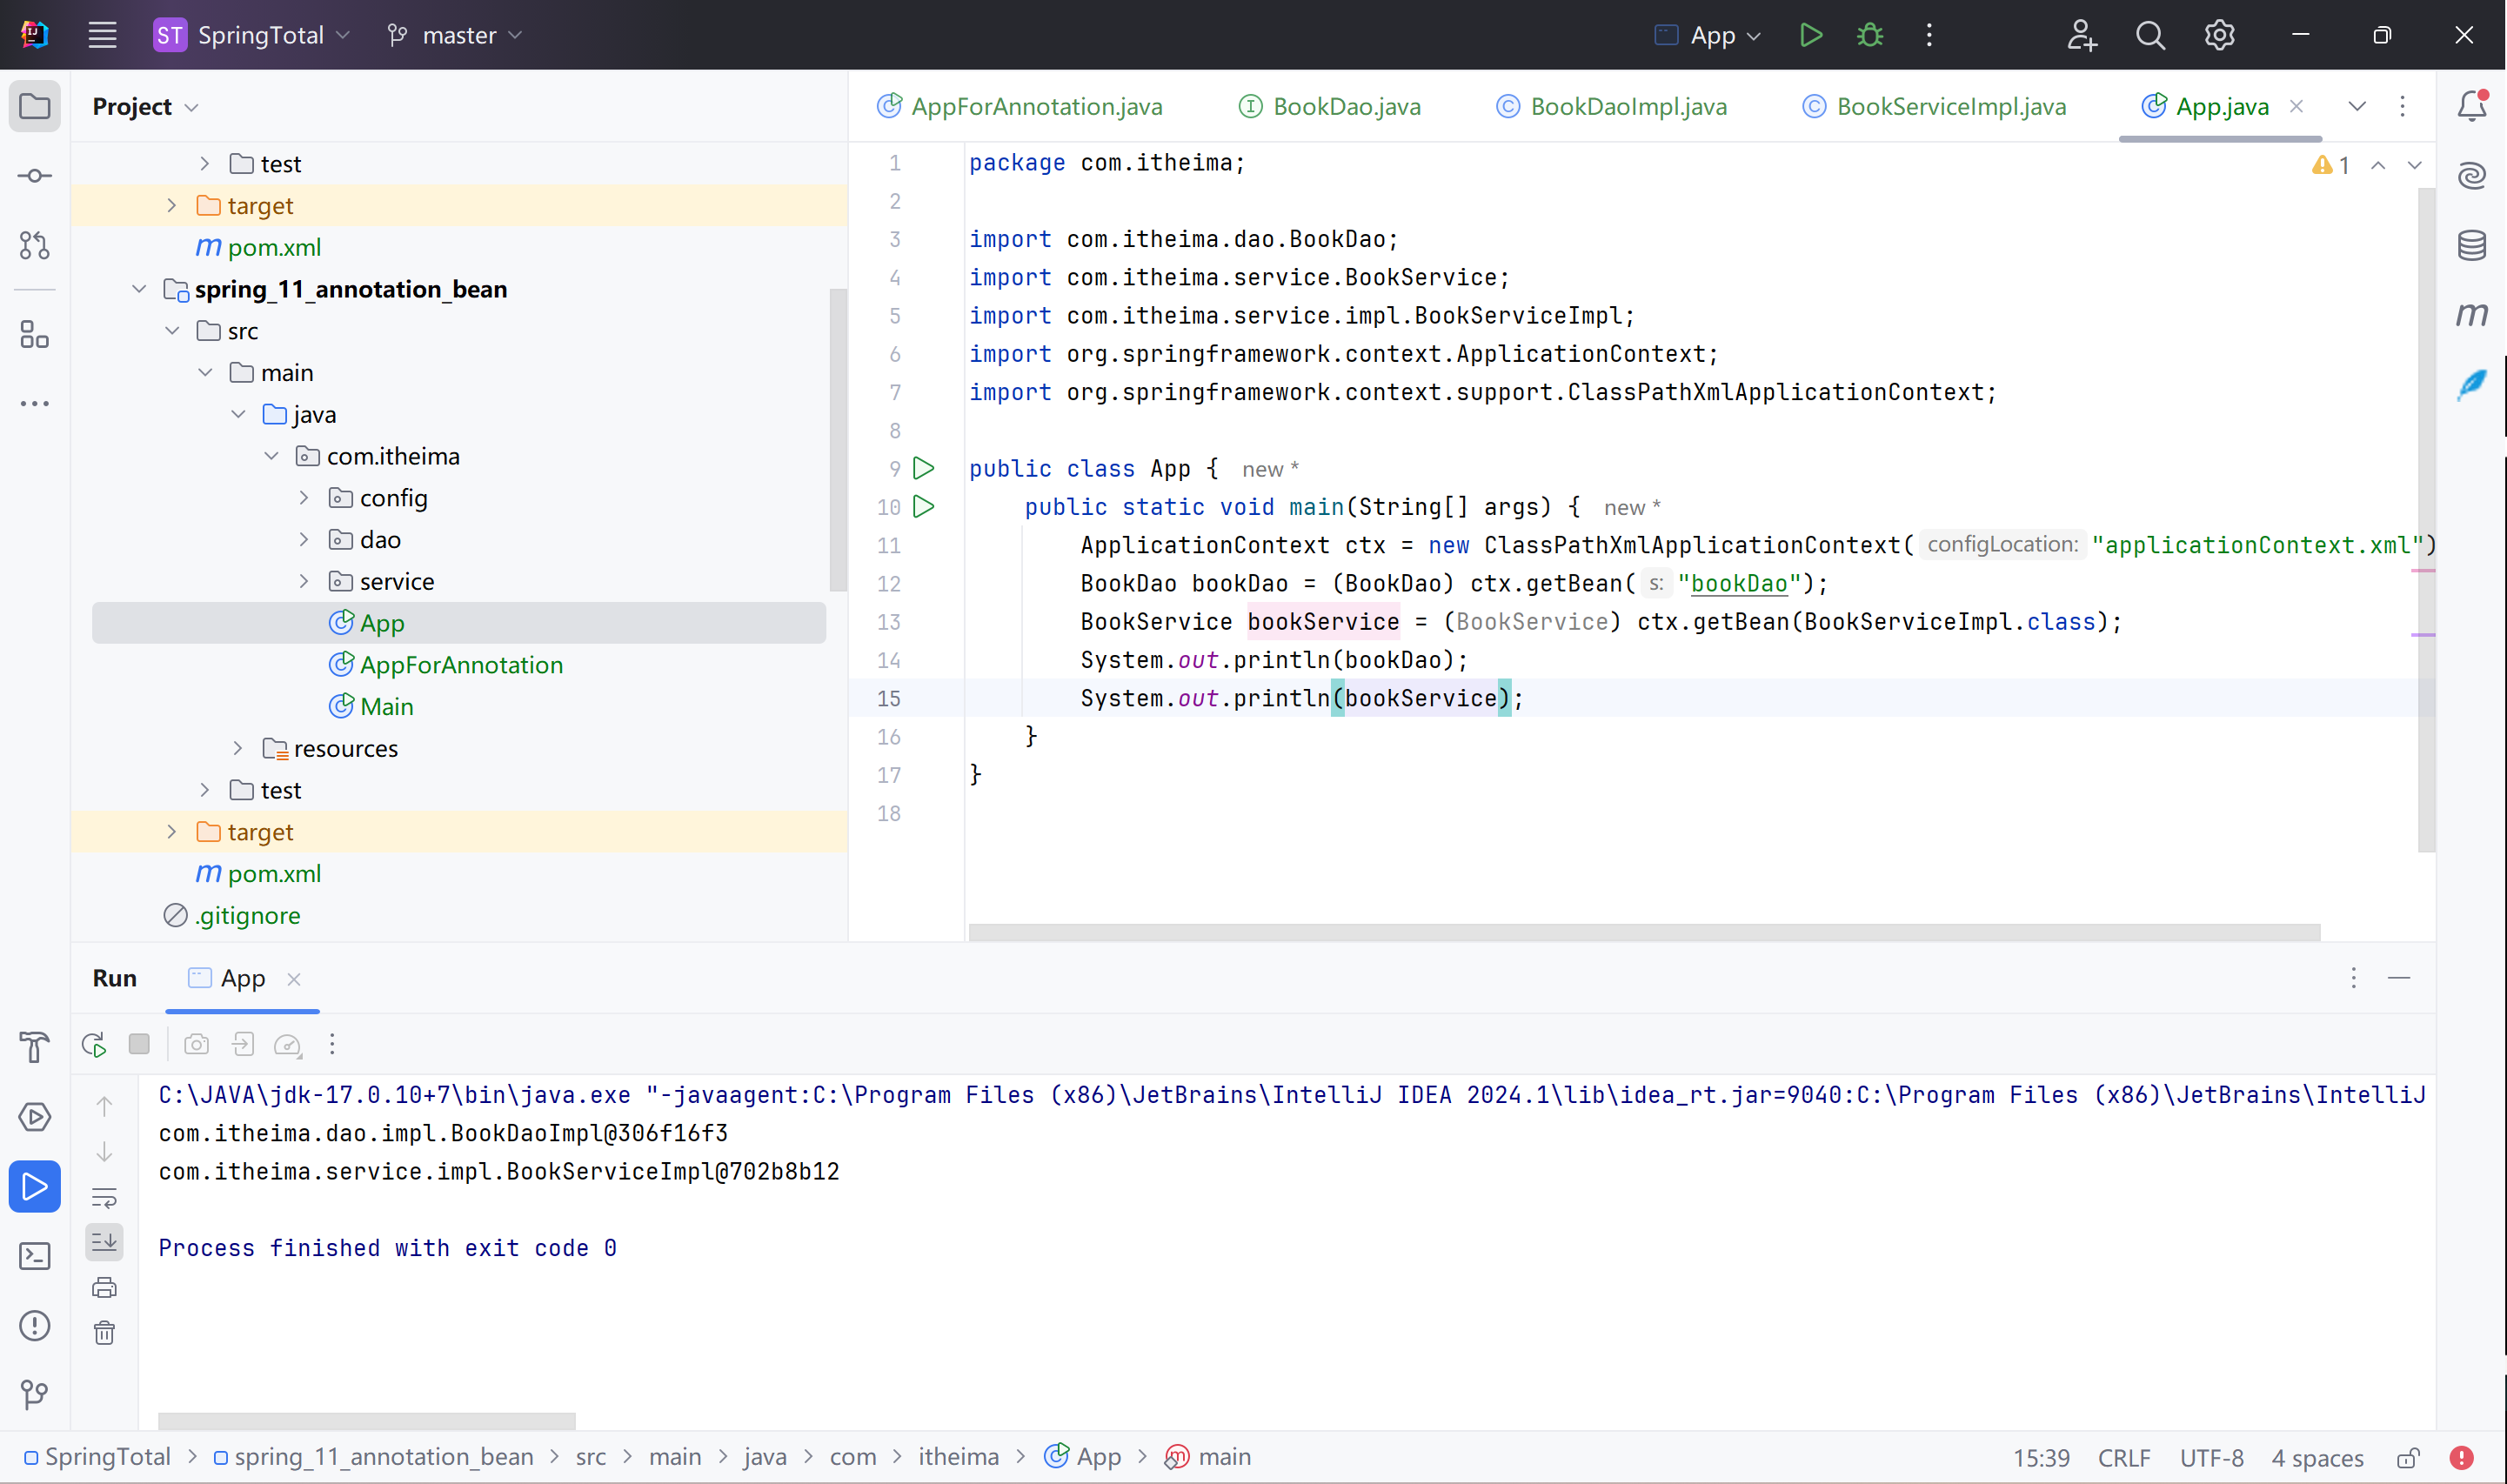 ST SpringTotal master App
Project
AppForAnnotation.java BookDao.java BookDaoImpl.java BookServiceImpl.java App.java
test
target
pom.xml
spring_11_annotation_bean
src
main
java
com.itheima
config
dao
service
App
AppForAnnotation
Main
resources
test
target
pom.xml
.gitignore
1 package com.itheima;
2
3 import com.itheima.dao.BookDao;
4 import com.itheima.service.BookService;
5 import com.itheima.service.impl.BookServiceImpl;
6 import org.springframework.context.ApplicationContext;
7 import org.springframework.context.support.ClassPathXmlApplicationContext;
8
9 public class App { new *
10 public static void main(String[] args) { new *
11 ApplicationContext ctx = new ClassPathXmlApplicationContext( configLocation: "applicationContext.xml")
12 BookDao bookDao = (BookDao) ctx.getBean( s: "bookDao");
13 BookService bookService = (BookService) ctx.getBean(BookServiceImpl.class);
14 System.out.println(bookDao);
15 System.out.println(bookService);
16 }
17 }
18
1
Run App
C:\JAVA\jdk-17.0.10+7\bin\java.exe "-javaagent:C:\Program Files (x86)\JetBrains\IntelliJ IDEA 2024.1\lib\idea_rt.jar=9040:C:\Program Files (x86)\JetBrains\IntelliJ
com.itheima.dao.impl.BookDaoImpl@306f16f3
com.itheima.service.impl.BookServiceImpl@702b8b12
Process finished with exit code 0
SpringTotal > spring_11_annotation_bean > src > main > java > com > itheima > App > main
15:39 CRLF UTF-8 4 spaces